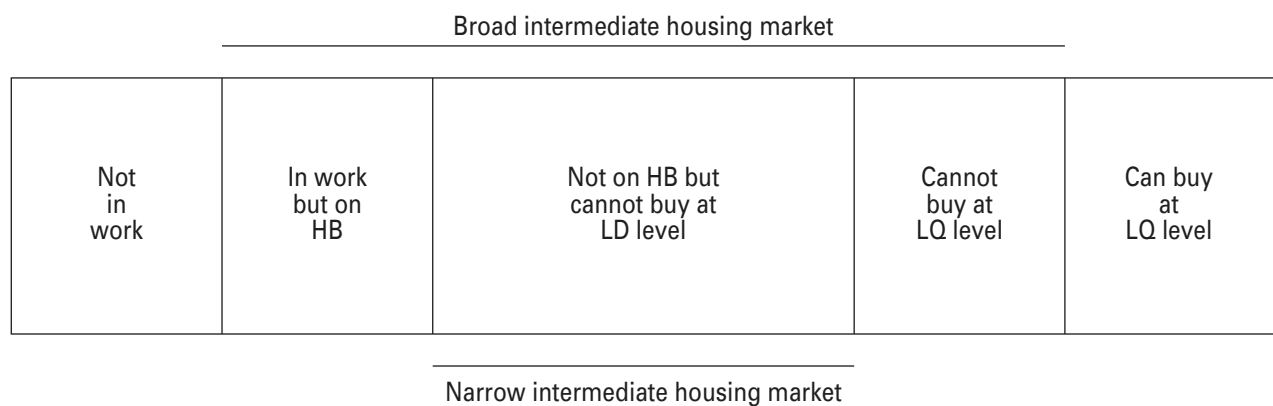 Broad intermediate housing market
Not
in
work
In work
but on
HB
Not on HB but
cannot buy at
LD level
Cannot
buy at
LQ level
Can buy
at
LQ level
Narrow intermediate housing market